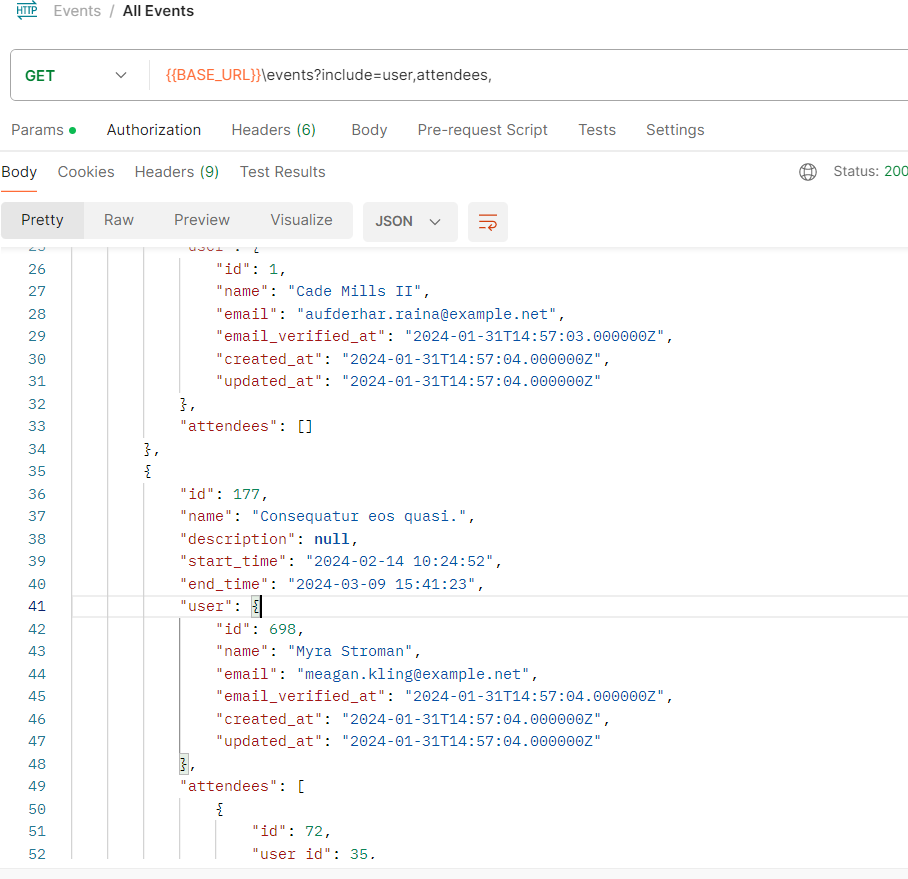 HTTP Events / All Events
GET {{BASE_URL}}\events?include=user,attendees,
Params Authorization Headers (6) Body Pre-request Script Tests Settings
Body Cookies Headers (9) Test Results Status: 200
Pretty Raw Preview Visualize JSON
25 "user": {
26 "id": 1,
27 "name": "Cade Mills II",
28 "email": "aufderhar.raina@example.net",
29 "email_verified_at": "2024-01-31T14:57:03.000000Z",
30 "created_at": "2024-01-31T14:57:04.000000Z",
31 "updated_at": "2024-01-31T14:57:04.000000Z"
32 },
33 "attendees": []
34 },
35 {
36 "id": 177,
37 "name": "Consequatur eos quasi.",
38 "description": null,
39 "start_time": "2024-02-14 10:24:52",
40 "end_time": "2024-03-09 15:41:23",
41 "user": {
42 "id": 698,
43 "name": "Myra Stroman",
44 "email": "meagan.kling@example.net",
45 "email_verified_at": "2024-01-31T14:57:04.000000Z",
46 "created_at": "2024-01-31T14:57:04.000000Z",
47 "updated_at": "2024-01-31T14:57:04.000000Z"
48 },
49 "attendees": [
50 {
51 "id": 72,
52 "user_id": 35,